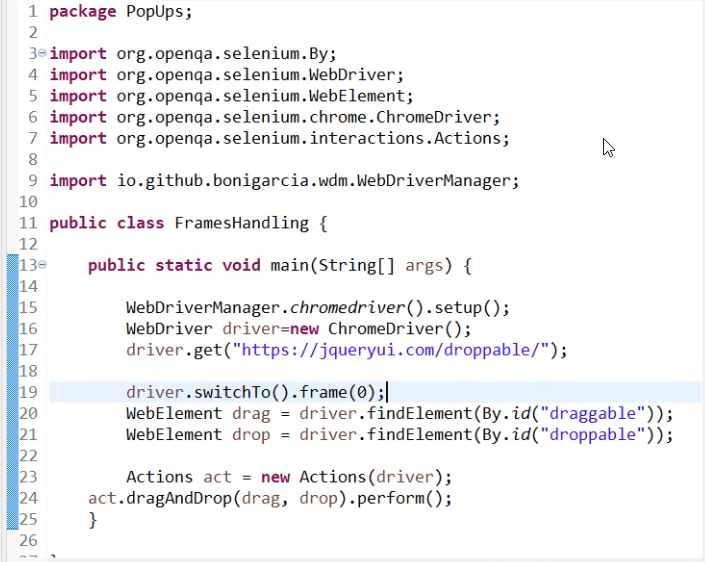 1 package PopUps;
2
3 import org.openqa.selenium.By;
4 import org.openqa.selenium.WebDriver;
5 import org.openqa.selenium.WebElement;
6 import org.openqa.selenium.chrome.ChromeDriver;
7 import org.openqa.selenium.interactions.Actions;
8
9 import io.github.bonigarcia.wdm.WebDriverManager;
10
11 public class FramesHandling {
12
13     public static void main(String[] args) {
14
15         WebDriverManager.chromedriver().setup();
16         WebDriver driver=new ChromeDriver();
17         driver.get("https://jqueryui.com/droppable/");
18
19         driver.switchTo().frame(0);
20         WebElement drag = driver.findElement(By.id("draggable"));
21         WebElement drop = driver.findElement(By.id("droppable"));
22
23         Actions act = new Actions(driver);
24     act.dragAndDrop(drag, drop).perform();
25     }
26